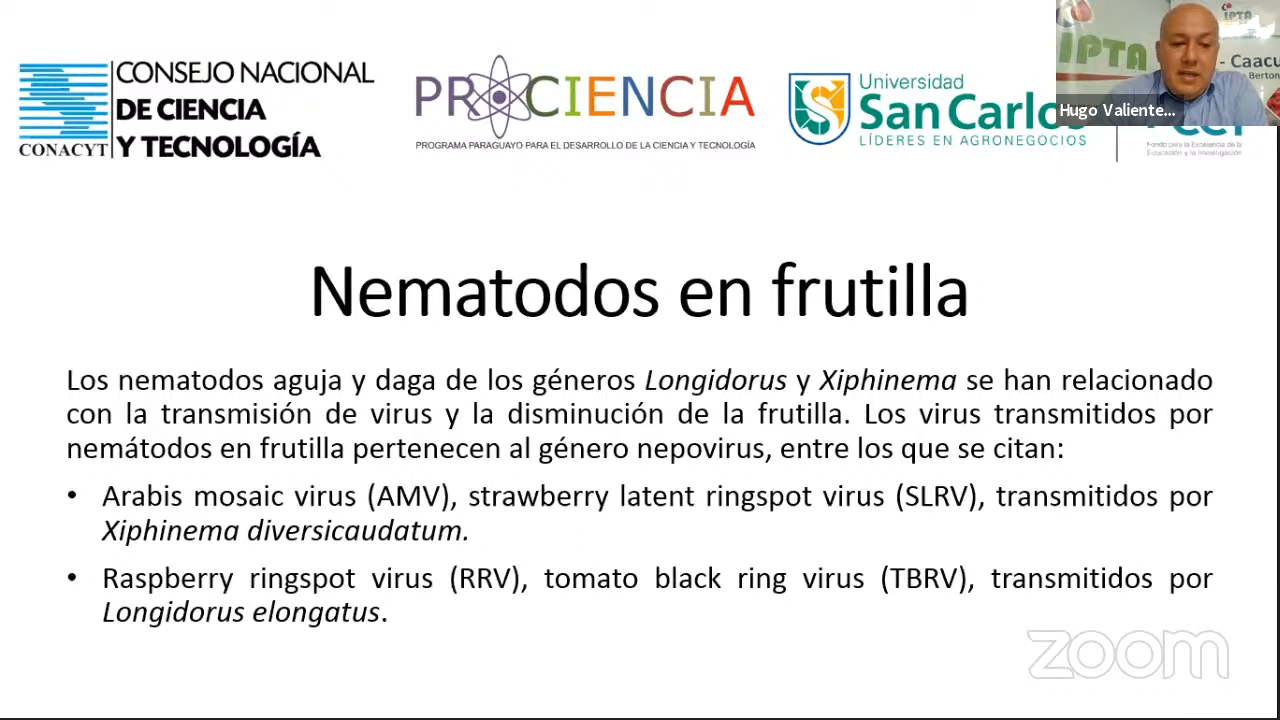 CONSEJO NACIONAL
DE CIENCIA
Y TECNOLOGÍA
CONACYT
PROCIENCIA
PROGRAMA PARAGUAYO PARA EL DESARROLLO DE LA CIENCIA Y TECNOLOGÍA
Universidad
San Carlos
LÍDERES EN AGRONEGOCIOS
Fondo para la Excelencia de la
Educación y la Investigación
IPTA
IPTA
- Caacu
Berton
Hugo Valiente...
Nematodos en frutilla
Los nematodos aguja y daga de los géneros Longidorus y Xiphinema se han relacionado
con la transmisión de virus y la disminución de la frutilla. Los virus transmitidos por
nemátodos en frutilla pertenecen al género nepovirus, entre los que se citan:
• Arabis mosaic virus (AMV), strawberry latent ringspot virus (SLRV), transmitidos por
Xiphinema diversicaudatum.
• Raspberry ringspot virus (RRV), tomato black ring virus (TBRV), transmitidos por
Longidorus elongatus.
zoom